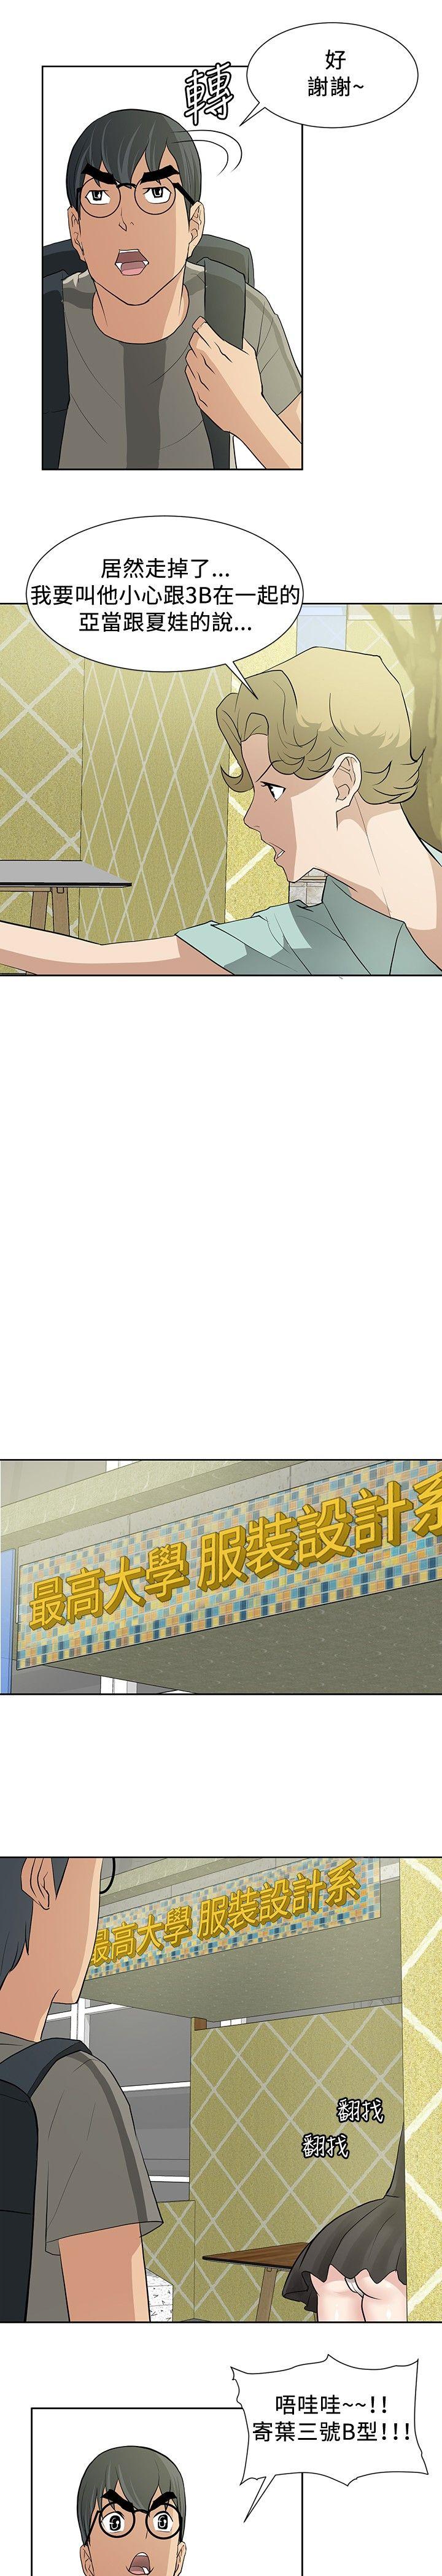 好
謝謝~
轉
居然走掉了...
我要叫他小心跟3B在一起的
亞當跟夏娃的說...
最高大學 服裝設計系
最高大學 服裝設計系
翻找
翻找
唔哇哇~~!!
寄葉三號B型!!!